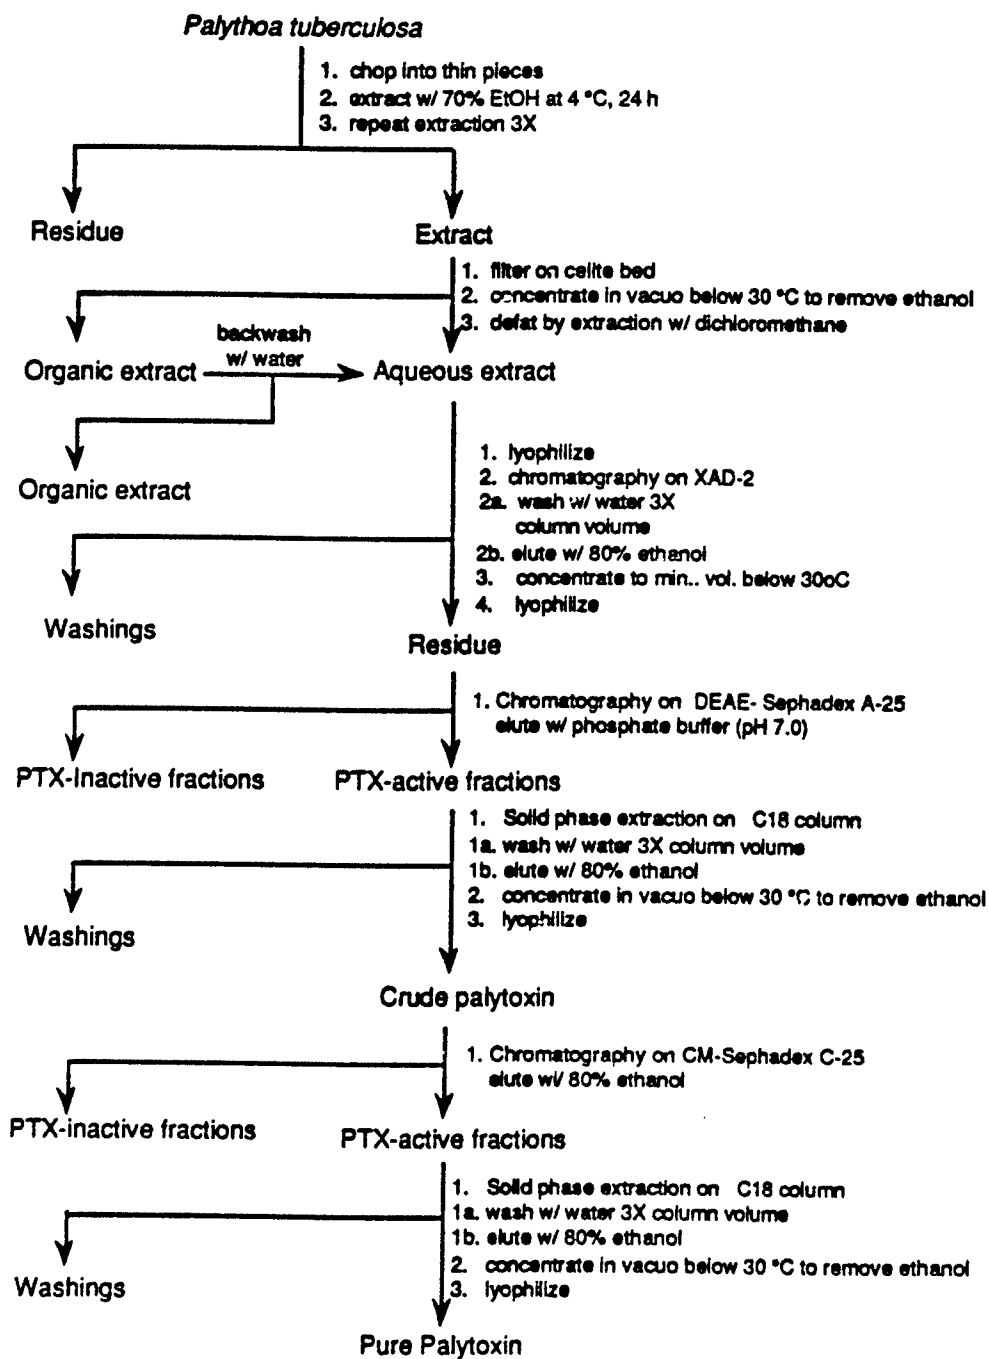 Palythoa tuberculosa
1. chop into thin pieces
2. extract w/ 70% EtOH at 4 °C, 24 h
3. repeat extraction 3X
Residue
Extract
1. filter on celite bed
2. concentrate in vacuo below 30 °C to remove ethanol
3. defat by extraction w/ dichloromethane
backwash
w/ water
Organic extract
Aqueous extract
Organic extract
1. lyophilize
2. chromatography on XAD-2
2a. wash w/ water 3X
column volume
2b. elute w/ 80% ethanol
3. concentrate to min.. vol. below 30oC
4. lyophilize
Washings
Residue
1. Chromatography on DEAE- Sephadex A-25
elute w/ phosphate buffer (pH 7.0)
PTX-Inactive fractions
PTX-active fractions
1. Solid phase extraction on C18 column
1a. wash w/ water 3X column volume
1b. elute w/ 80% ethanol
2. concentrate in vacuo below 30 °C to remove ethanol
3. lyophilize
Washings
Crude palytoxin
1. Chromatography on CM-Sephadex C-25
elute w/ 80% ethanol
PTX-inactive fractions
PTX-active fractions
1. Solid phase extraction on C18 column
1a. wash w/ water 3X column volume
1b. elute w/ 80% ethanol
2. concentrate in vacuo below 30 °C to remove ethanol
3. lyophilize
Washings
Pure Palytoxin